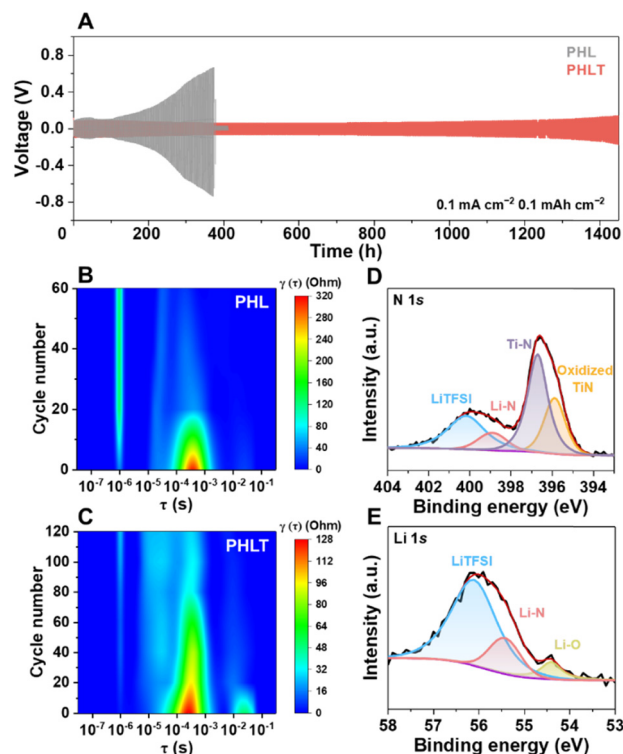 A
0.8
0.4
0.0
-0.4
-0.8
Voltage (V)
PHL
PHLT
0.1 mA cm⁻² 0.1 mAh cm⁻²
0 200 400 600 800 1000 1200 1400
Time (h)
B
γ (τ) (Ohm)
PHL
60
40
20
0
Cycle number
10⁻⁷ 10⁻⁶ 10⁻⁵ 10⁻⁴ 10⁻³ 10⁻² 10⁻¹
τ (s)
320
280
240
200
160
120
80
40
0
D
N 1s
Ti-N
Oxidized
TiN
LiTFSI
Li-N
Intensity (a.u.)
404 402 400 398 396 394
Binding energy (eV)
C
γ (τ) (Ohm)
PHLT
120
100
80
60
40
20
0
Cycle number
10⁻⁷ 10⁻⁶ 10⁻⁵ 10⁻⁴ 10⁻³ 10⁻² 10⁻¹
τ (s)
128
112
96
80
64
48
32
16
0
E
Li 1s
LiTFSI
Li-N
Li-O
Intensity (a.u.)
58 57 56 55 54 53
Binding energy (eV)